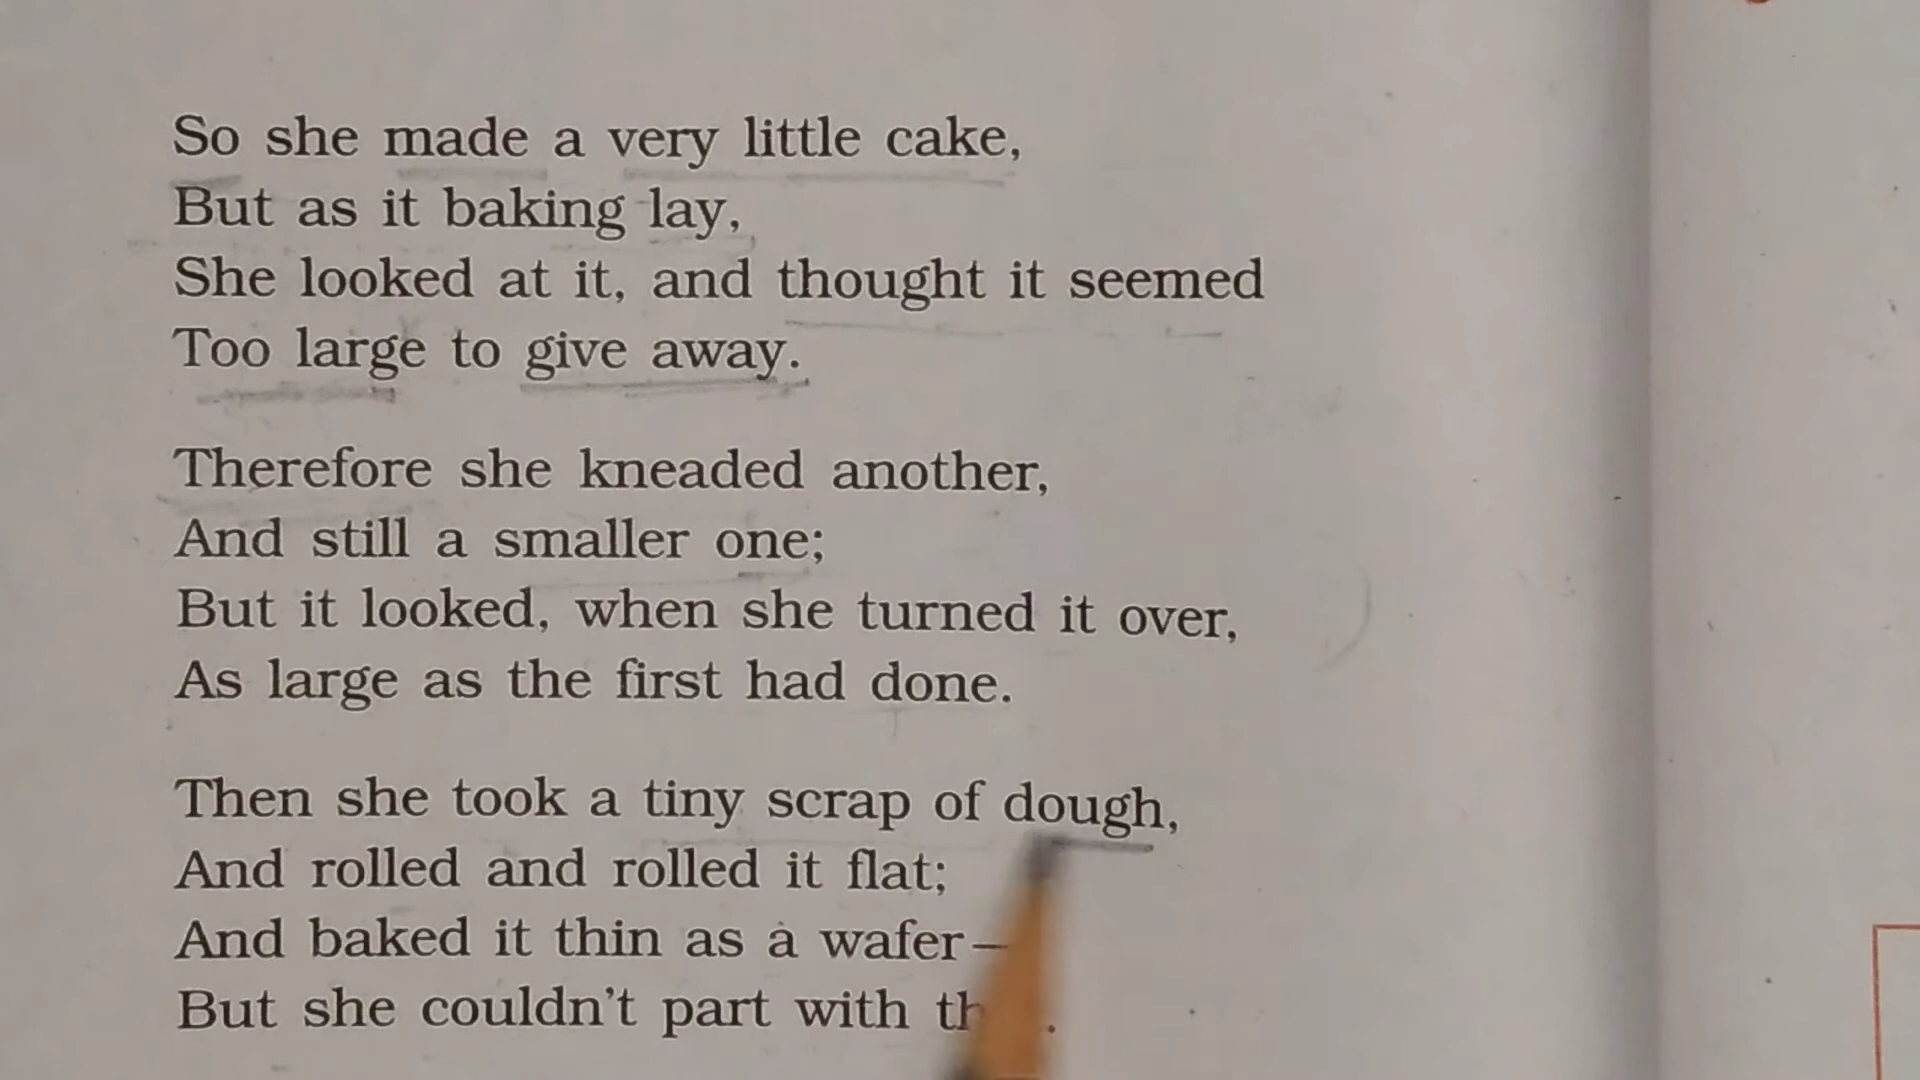 So she made a very little cake,
But as it baking lay,
She looked at it, and thought it seemed
Too large to give away.
Therefore she kneaded another,
And still a smaller one;
But it looked, when she turned it over,
As large as the first had done.
Then she took a tiny scrap of dough,
And rolled and rolled it flat;
And baked it thin as a wafer—
But she couldn't part with